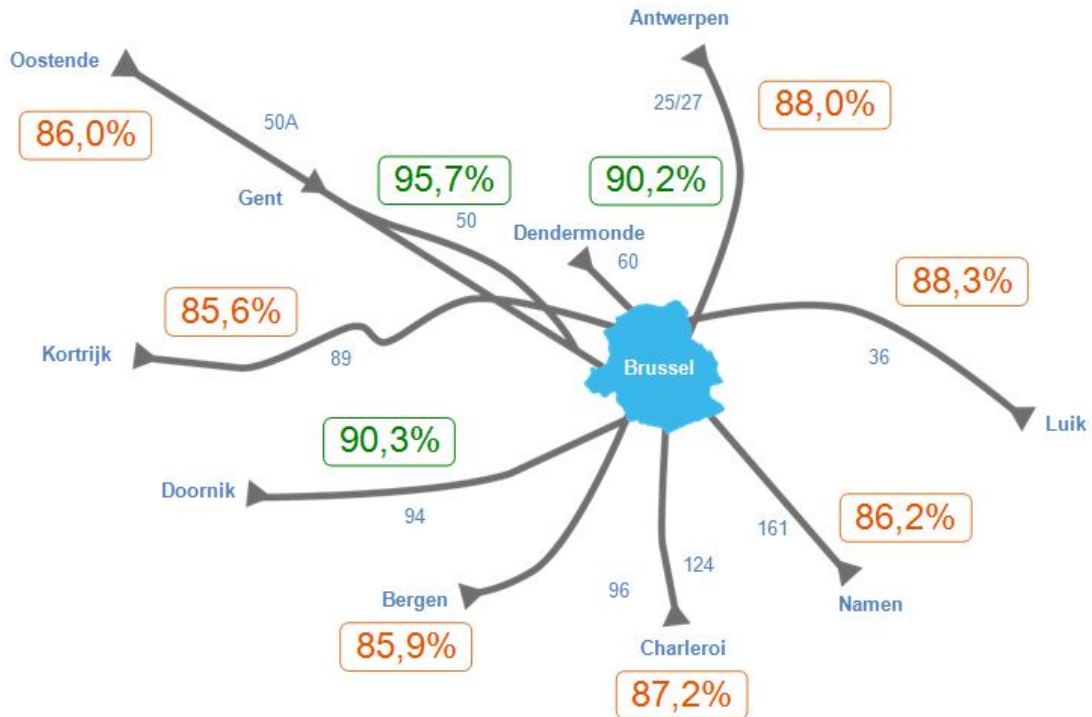 Antwerpen
Oostende
25/27
88,0%
86,0%
50A
95,7%
90,2%
Gent
50
Dendermonde
60
88,3%
85,6%
Kortrijk
89
36
Brussel
Luik
90,3%
Doornik
94
161
86,2%
124
96
Bergen
Namen
85,9%
Charleroi
87,2%